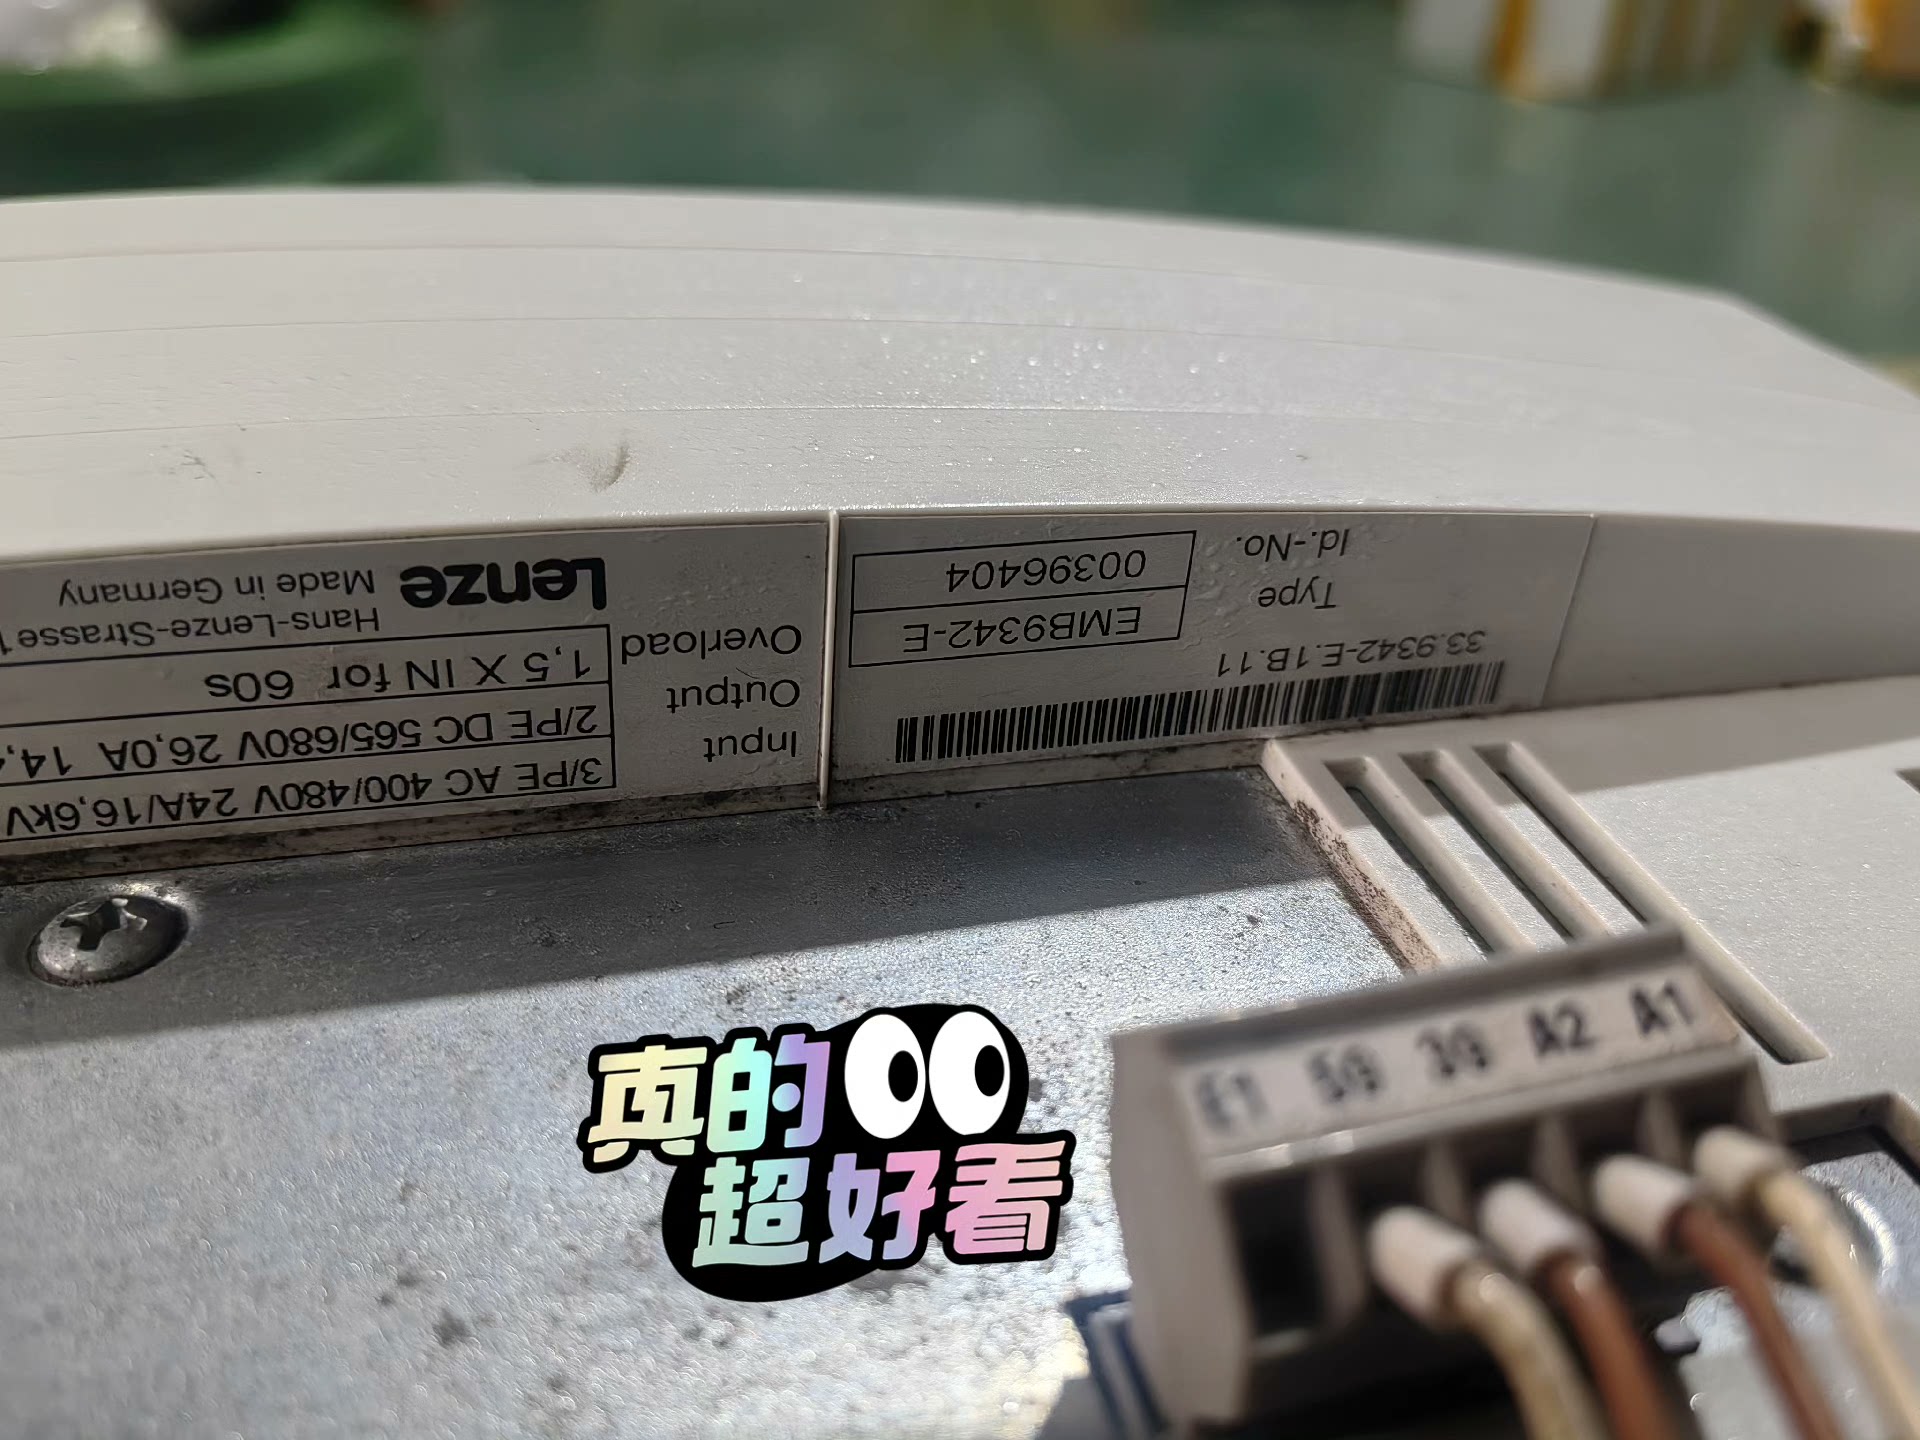 Lenze
Hans-Lenze-Strasse 1
Made in Germany
Input
3/PE AC 400/480V 24A/16,6kV
Output
2/PE DC 565/680V 26,0A 14,
Overload
1,5 X IN for 60s
Id.-No.
00396404
Type
EMB9342-E
33.9342-E.1B.11
E1 59 39 A2 A1
真的
超好看